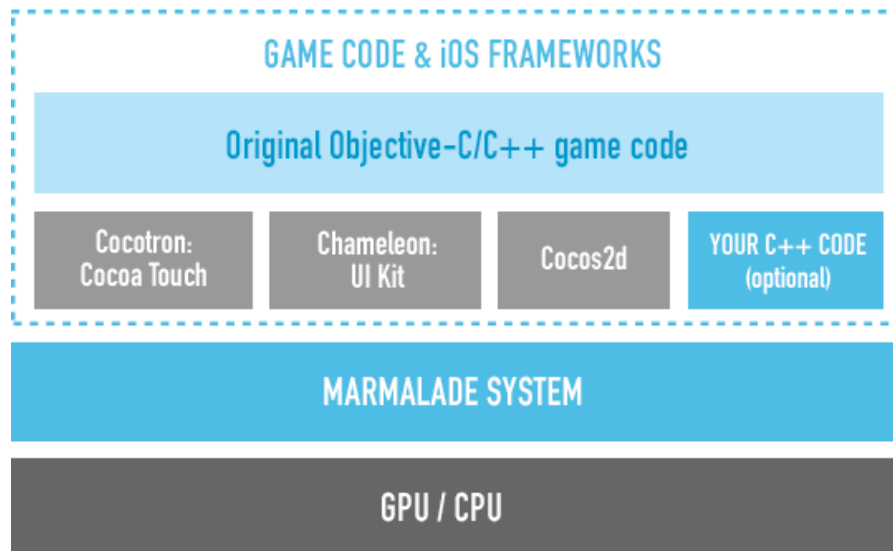 GAME CODE & iOS FRAMEWORKS
Original Objective-C/C++ game code
Cocotron:
Cocoa Touch
Chameleon:
UI Kit
Cocos2d
YOUR C++ CODE
(optional)
MARMALADE SYSTEM
GPU / CPU